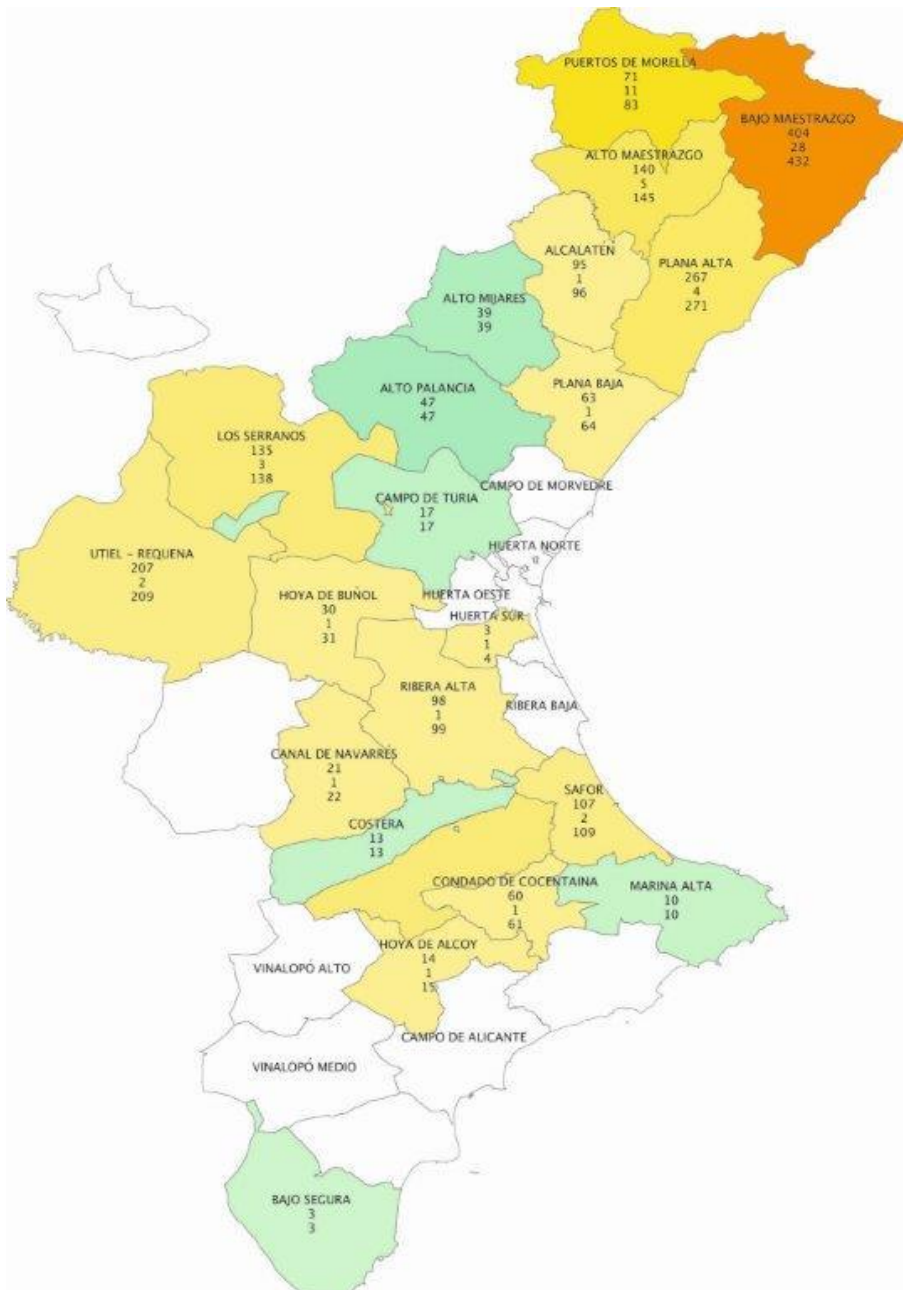 PUERTOS DE MORELLA
71
11
83
BAJO MAESTRAZGO
404
28
432
ALTO MAESTRAZGO
140
5
145
ALCALATÉN
95
1
96
PLANA ALTA
267
4
271
ALTO MIJARES
39
39
ALTO PALANCIA
47
47
PLANA BAJA
63
1
64
LOS SERRANOS
135
3
138
CAMPO DE MORVEDRE
CAMPO DE TURIA
17
17
HUERTA NORTE
UTIEL - REQUENA
207
2
209
HOYA DE BUÑOL
30
1
31
HUERTA OESTE
HUERTA SUR
3
1
4
RIBERA ALTA
98
1
99
RIBERA BAJA
CANAL DE NAVARRÉS
21
1
22
SAFOR
107
2
109
COSTERA
13
13
CONDADO DE COCENTAINA
60
1
61
MARINA ALTA
10
10
HOYA DE ALCOY
14
1
15
VINALOPÓ ALTO
CAMPO DE ALICANTE
VINALOPÓ MEDIO
BAJO SEGURA
3
3